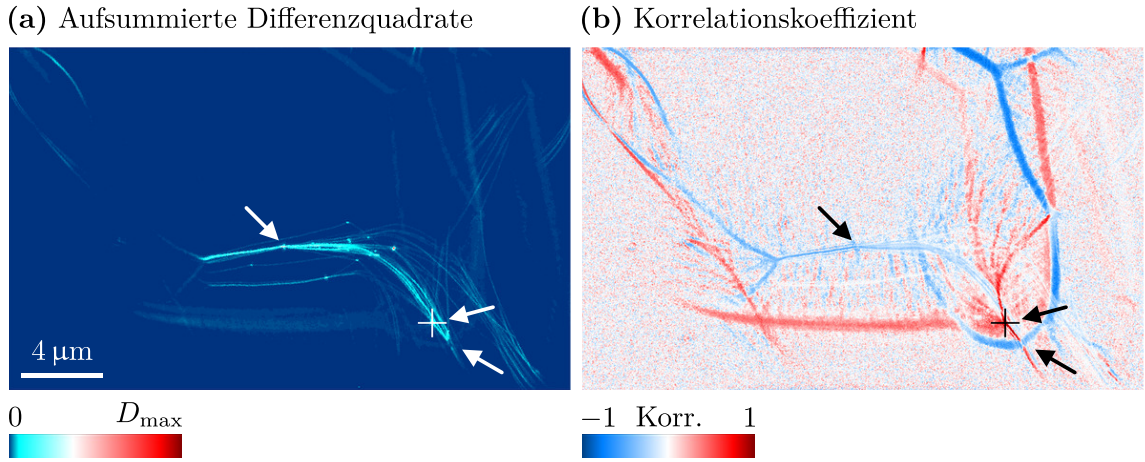 (a) Aufsummierte Differenzquadrate
(b) Korrelationskoeffizient
4 µm
0 D_max
−1 Korr. 1